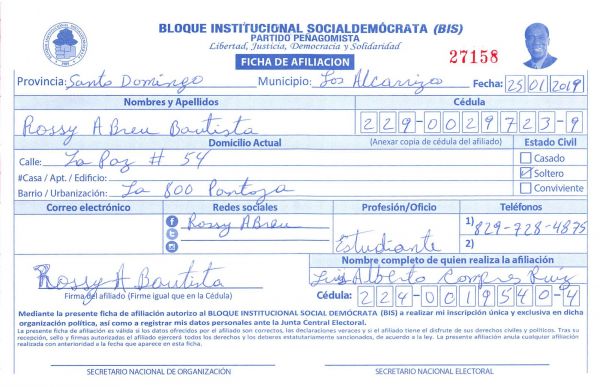 BLOQUE INSTITUCIONAL SOCIALDEMÓCRATA (BIS)
PARTIDO PEÑAGOMISTA
Libertad, Justicia, Democracia y Solidaridad
FICHA DE AFILIACION
27158
Provincia: Santo Domingo Municipio: Los Alcarrizo Fecha: 25/01/2019
Nombres y Apellidos Cédula
Rossy A Breu Bautista 229-0029723-9
Domicilio Actual (Anexar copia de cédula del afiliado) Estado Civil
Calle: La Paz # 54 Casado
#Casa / Apt. / Edificio: Soltero
Barrio / Urbanización: La 800 Pantoja Conviviente
Correo electrónico Redes sociales Profesión/Oficio Teléfonos
Rossy ABreu Estudiante 1) 829-728-4875
2)
Nombre completo de quien realiza la afiliación
Rossy A Bautista Luis Alberto Compres Ruiz
Firma del afiliado (Firme igual que en la Cédula) Cédula: 224-0019540-4
Mediante la presente ficha de afiliación autorizo al BLOQUE INSTITUCIONAL SOCIAL DEMÓCRATA (BIS) a realizar mi inscripción única y exclusiva en dicha
organización política, así como a registrar mis datos personales ante la Junta Central Electoral.
La presente ficha de afiliación es válida si los datos ofrecidos por el afiliado son correctos, las declaraciones veraces y si el afiliado tiene el disfrute de sus derechos civiles y políticos. Tras su
recepción, sello y firmas autorizadas el afiliado ejercerá todos los derechos y los deberes estatutariamente sancionados, de acuerdo a la ley. La presente afiliación anula cualquier afiliación
realizada con anterioridad a la fecha que aparece en esta ficha.
SECRETARIO NACIONAL DE ORGANIZACIÓN SECRETARIO NACIONAL ELECTORAL